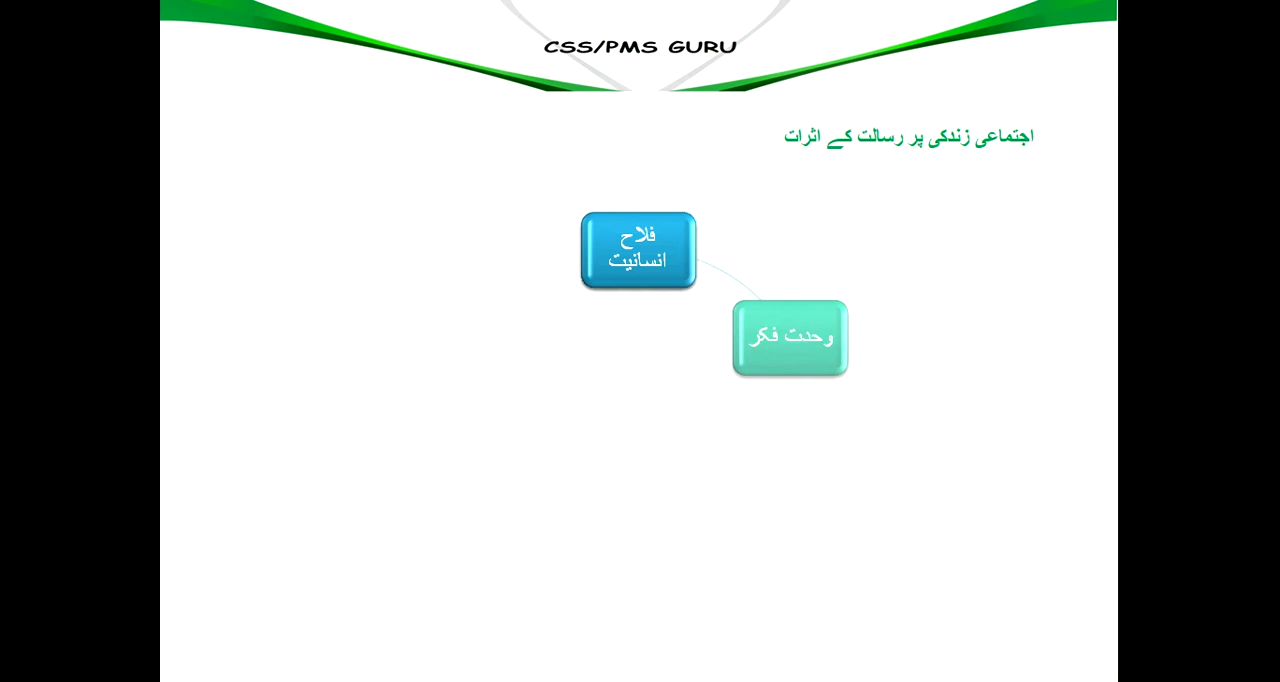 CSS/PMS GURU
اجتماعی زندگی پر رسالت کے اثرات
فلاح
انسانیت
وحدت فکر